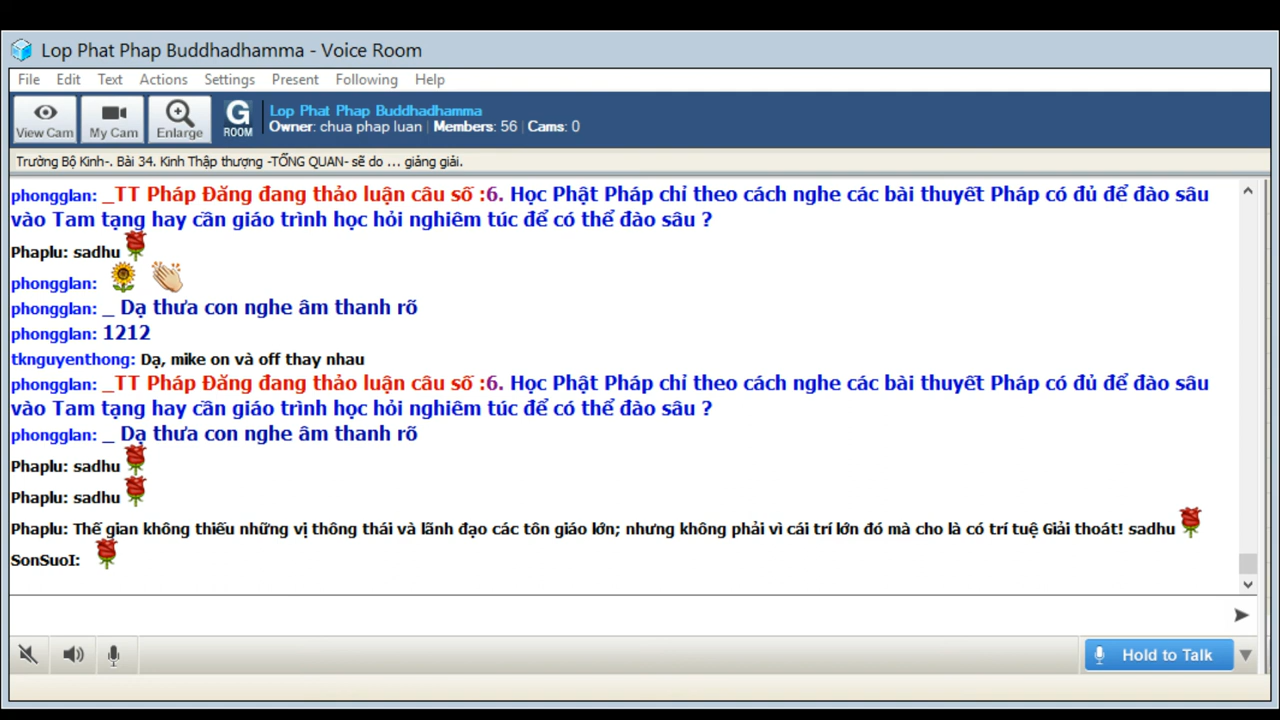 Lop Phat Phap Buddhadhamma - Voice Room
File Edit Text Actions Settings Present Following Help
View Cam My Cam Enlarge G ROOM
Lop Phat Phap Buddhadhamma
Owner: chua phap luan | Members: 56 | Cams: 0
Trường Bộ Kinh-. Bài 34. Kinh Thập thượng -TỔNG QUAN- sẽ do ... giảng giải.
phongglan: _TT Pháp Đăng đang thảo luận câu số :6. Học Phật Pháp chỉ theo cách nghe các bài thuyết Pháp có đủ để đào sâu
vào Tam tạng hay cần giáo trình học hỏi nghiêm túc để có thể đào sâu ?
Phaplu: sadhu
phongglan:
phongglan: _ Dạ thưa con nghe âm thanh rõ
phongglan: 1212
tknguyenthong: Dạ, mike on và off thay nhau
phongglan: _TT Pháp Đăng đang thảo luận câu số :6. Học Phật Pháp chỉ theo cách nghe các bài thuyết Pháp có đủ để đào sâu
vào Tam tạng hay cần giáo trình học hỏi nghiêm túc để có thể đào sâu ?
phongglan: _ Dạ thưa con nghe âm thanh rõ
Phaplu: sadhu
Phaplu: sadhu
Phaplu: Thế gian không thiếu những vị thông thái và lãnh đạo các tôn giáo lớn; nhưng không phải vì cái trí lớn đó mà cho là có trí tuệ Giải thoát! sadhu
SonSuoI:
Hold to Talk